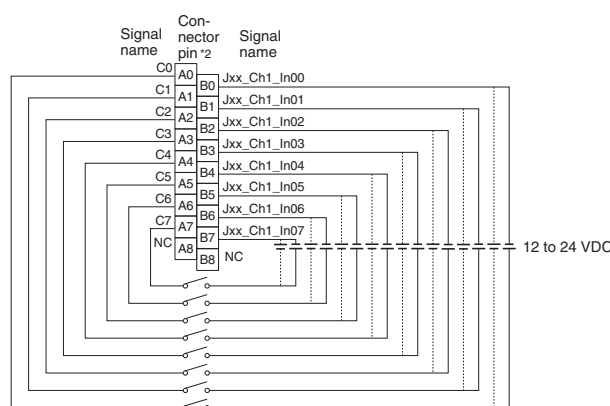 Signal name
Con-
nector
pin *2
Signal name
C0 A0 B0 Jxx_Ch1_In00
C1 A1 B1 Jxx_Ch1_In01
C2 A2 B2 Jxx_Ch1_In02
C3 A3 B3 Jxx_Ch1_In03
C4 A4 B4 Jxx_Ch1_In04
C5 A5 B5 Jxx_Ch1_In05
C6 A6 B6 Jxx_Ch1_In06
C7 A7 B7 Jxx_Ch1_In07
NC A8 B8 NC
12 to 24 VDC